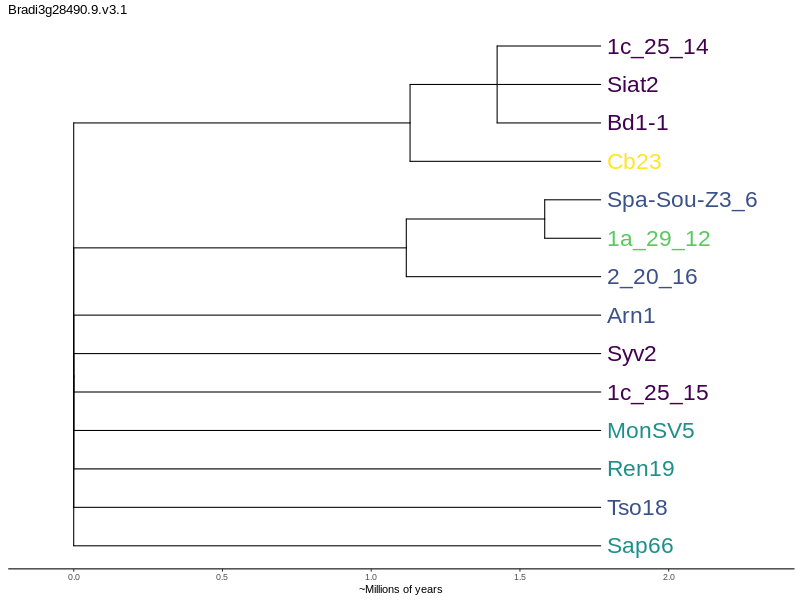 Bradi3g28490.9.v3.1
1c_25_14
Siat2
Bd1-1
Cb23
Spa-Sou-Z3_6
1a_29_12
2_20_16
Arn1
Syv2
1c_25_15
MonSV5
Ren19
Tso18
Sap66
0.0 0.5 1.0 1.5 2.0
~Millions of years